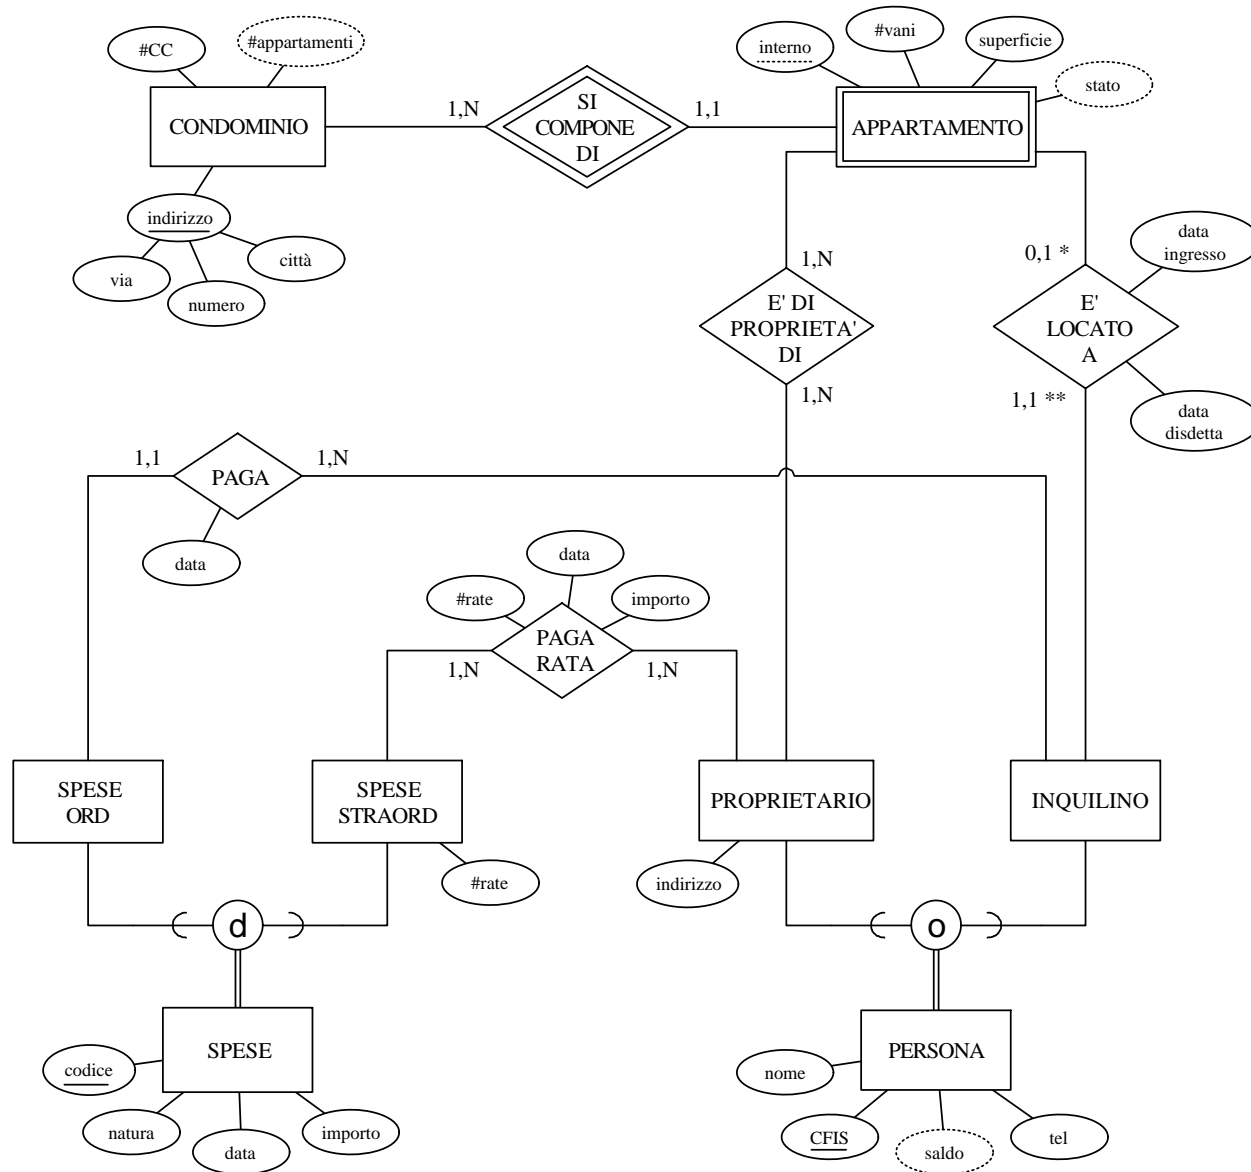 #CC
#appartamenti
interno
#vani
superficie
stato
CONDOMINIO
1,N
SI
COMPONE
DI
1,1
APPARTAMENTO
indirizzo
via
numero
città
data
ingresso
1,N
0,1 *
E' DI
PROPRIETA'
DI
E'
LOCATO
A
1,N
1,1 **
data
disdetta
1,1
PAGA
1,N
data
data
#rate
importo
PAGA
RATA
1,N
1,N
SPESE
ORD
SPESE
STRAORD
PROPRIETARIO
INQUILINO
#rate
indirizzo
d
o
SPESE
PERSONA
codice
natura
data
importo
nome
CFIS
saldo
tel